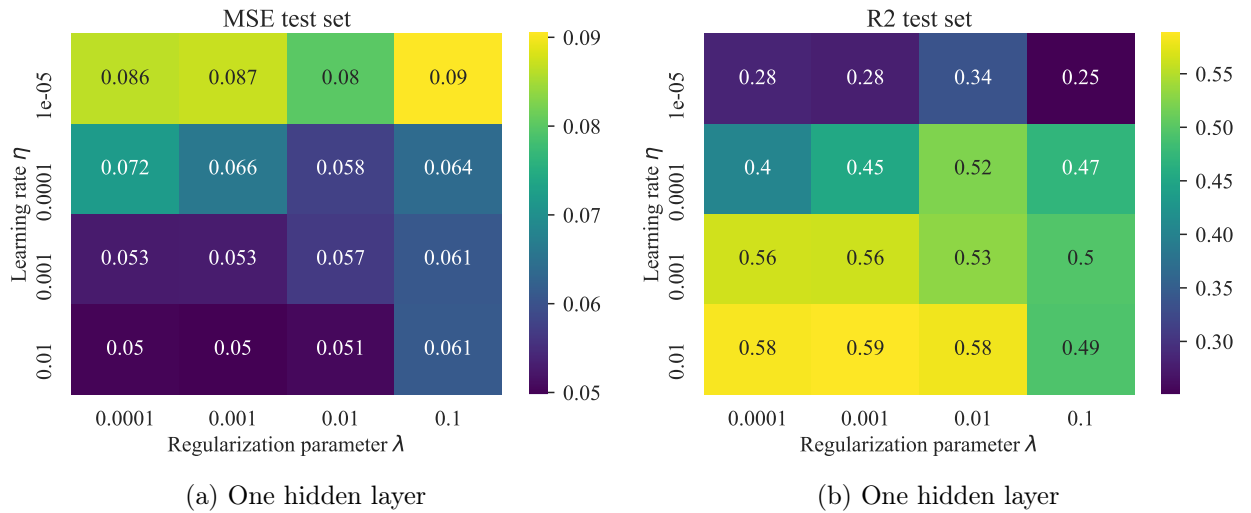 MSE test set
Learning rate η
1e-05
0.0001
0.001
0.01
0.086 0.087 0.08 0.09
0.072 0.066 0.058 0.064
0.053 0.053 0.057 0.061
0.05 0.05 0.051 0.061
0.0001 0.001 0.01 0.1
Regularization parameter λ
0.09
0.08
0.07
0.06
0.05
(a) One hidden layer
R2 test set
Learning rate η
1e-05
0.0001
0.001
0.01
0.28 0.28 0.34 0.25
0.4 0.45 0.52 0.47
0.56 0.56 0.53 0.5
0.58 0.59 0.58 0.49
0.0001 0.001 0.01 0.1
Regularization parameter λ
0.55
0.50
0.45
0.40
0.35
0.30
(b) One hidden layer